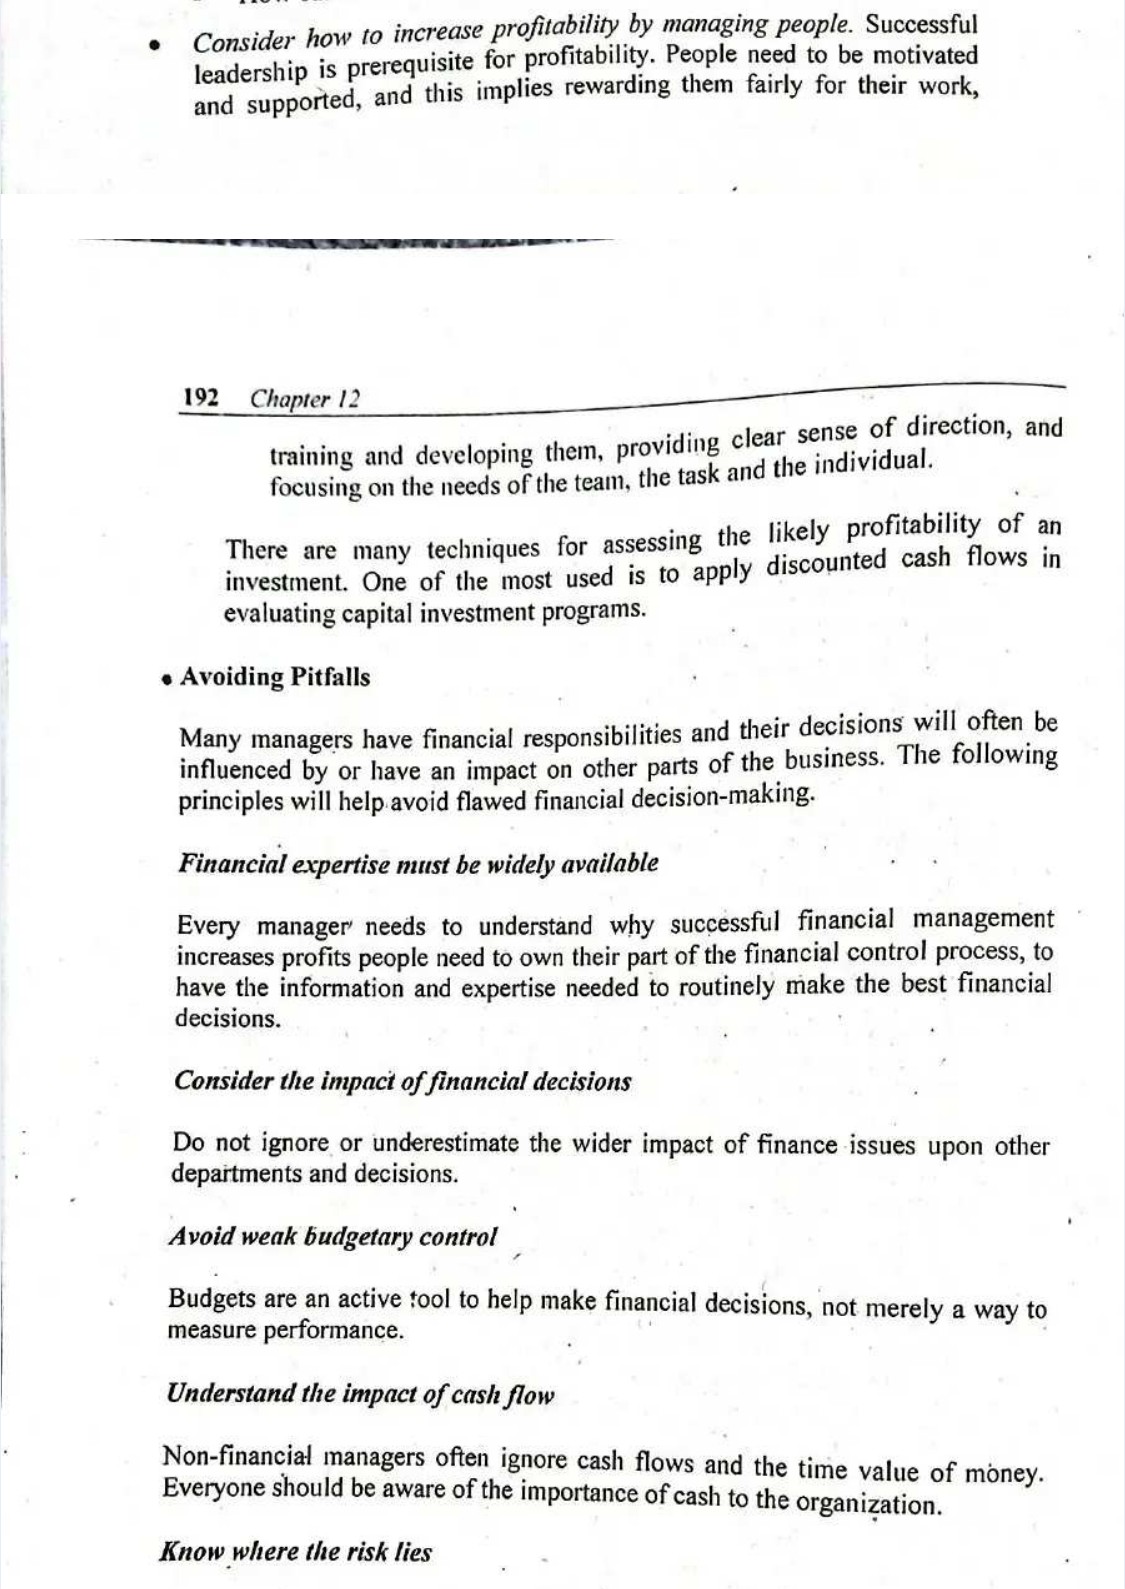 • Consider how to increase profitability by managing people. Successful
leadership is prerequisite for profitability. People need to be motivated
and supported, and this implies rewarding them fairly for their work,
192 Chapter 12
training and developing them, providing clear sense of direction, and
focusing on the needs of the team, the task and the individual.
There are many techniques for assessing the likely profitability of an
investment. One of the most used is to apply discounted cash flows in
evaluating capital investment programs.
• Avoiding Pitfalls
Many managers have financial responsibilities and their decisions will often be
influenced by or have an impact on other parts of the business. The following
principles will help avoid flawed financial decision-making.
Financial expertise must be widely available
Every manager needs to understand why successful financial management
increases profits people need to own their part of the financial control process, to
have the information and expertise needed to routinely make the best financial
decisions.
Consider the impact of financial decisions
Do not ignore or underestimate the wider impact of finance issues upon other
departments and decisions.
Avoid weak budgetary control
Budgets are an active tool to help make financial decisions, not merely a way to
measure performance.
Understand the impact of cash flow
Non-financial managers often ignore cash flows and the time value of money.
Everyone should be aware of the importance of cash to the organization.
Know where the risk lies